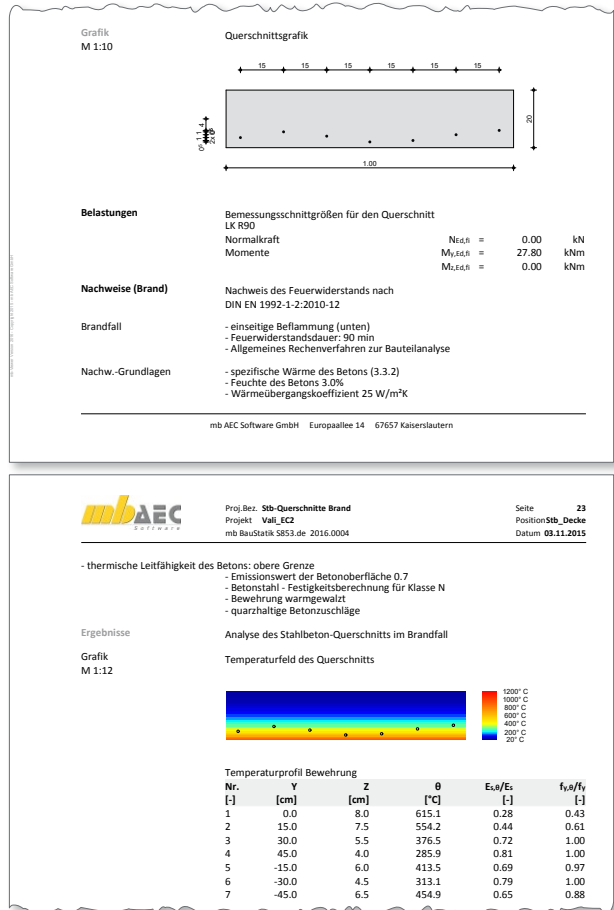 Grafik
M 1:10
Querschnittsgrafik
15 15 15 15 15 15
20
1.00
Belastungen
Bemessungsschnittgrößen für den Querschnitt
LK R90
Normalkraft NEd,fi = 0.00 kN
Momente My,Ed,fi = 27.80 kNm
Mz,Ed,fi = 0.00 kNm
Nachweise (Brand)
Nachweis des Feuerwiderstands nach
DIN EN 1992-1-2:2010-12
Brandfall
- einseitige Beflammung (unten)
- Feuerwiderstandsdauer: 90 min
- Allgemeines Rechenverfahren zur Bauteilanalyse
Nachw.-Grundlagen
- spezifische Wärme des Betons (3.3.2)
- Feuchte des Betons 3.0%
- Wärmeübergangskoeffizient 25 W/m²K
mb AEC Software GmbH Europaallee 14 67657 Kaiserslautern
mbAEC
Software
Proj.Bez. Stb-Querschnitte Brand Seite 23
Projekt Vali_EC2 Position Stb_Decke
mb BauStatik S853.de 2016.0004 Datum 03.11.2015
- thermische Leitfähigkeit des Betons: obere Grenze
- Emissionswert der Betonoberfläche 0.7
- Betonstahl - Festigkeitsberechnung für Klasse N
- Bewehrung warmgewalzt
- quarzhaltige Betonzuschläge
Ergebnisse
Analyse des Stahlbeton-Querschnitts im Brandfall
Grafik
M 1:12
Temperaturfeld des Querschnitts
1200° C
1000° C
800° C
600° C
400° C
200° C
20° C
Temperaturprofil Bewehrung
Nr. Y Z θ Es,θ/Es fy,θ/fy
[-] [cm] [cm] [°C] [-] [-]
1 0.0 8.0 615.1 0.28 0.43
2 15.0 7.5 554.2 0.44 0.61
3 30.0 5.5 376.5 0.72 1.00
4 45.0 4.0 285.9 0.81 1.00
5 -15.0 6.0 413.5 0.69 0.97
6 -30.0 4.5 313.1 0.79 1.00
7 -45.0 6.5 454.9 0.65 0.88